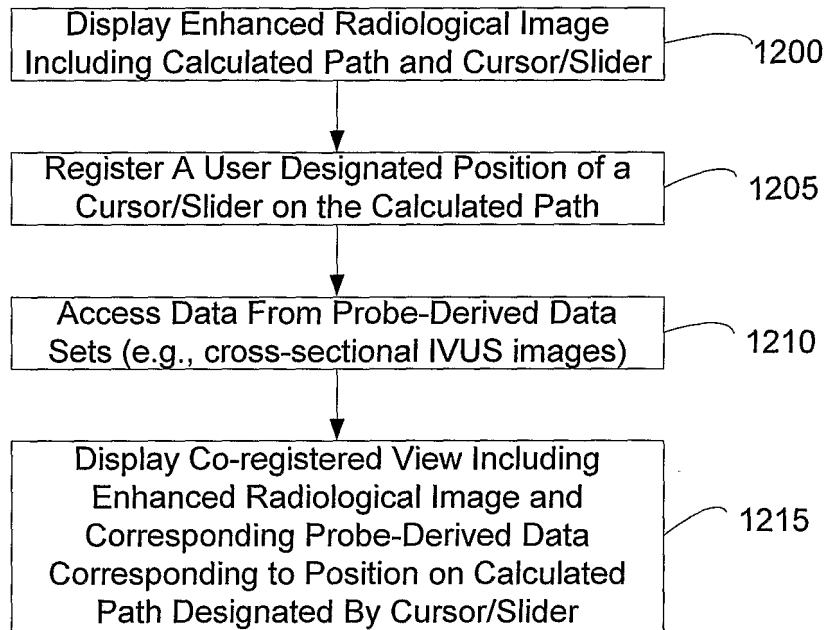 Display Enhanced Radiological Image
Including Calculated Path and Cursor/Slider
1200
Register A User Designated Position of a
Cursor/Slider on the Calculated Path
1205
Access Data From Probe-Derived Data
Sets (e.g., cross-sectional IVUS images)
1210
Display Co-registered View Including
Enhanced Radiological Image and
Corresponding Probe-Derived Data
Corresponding to Position on Calculated
Path Designated By Cursor/Slider
1215